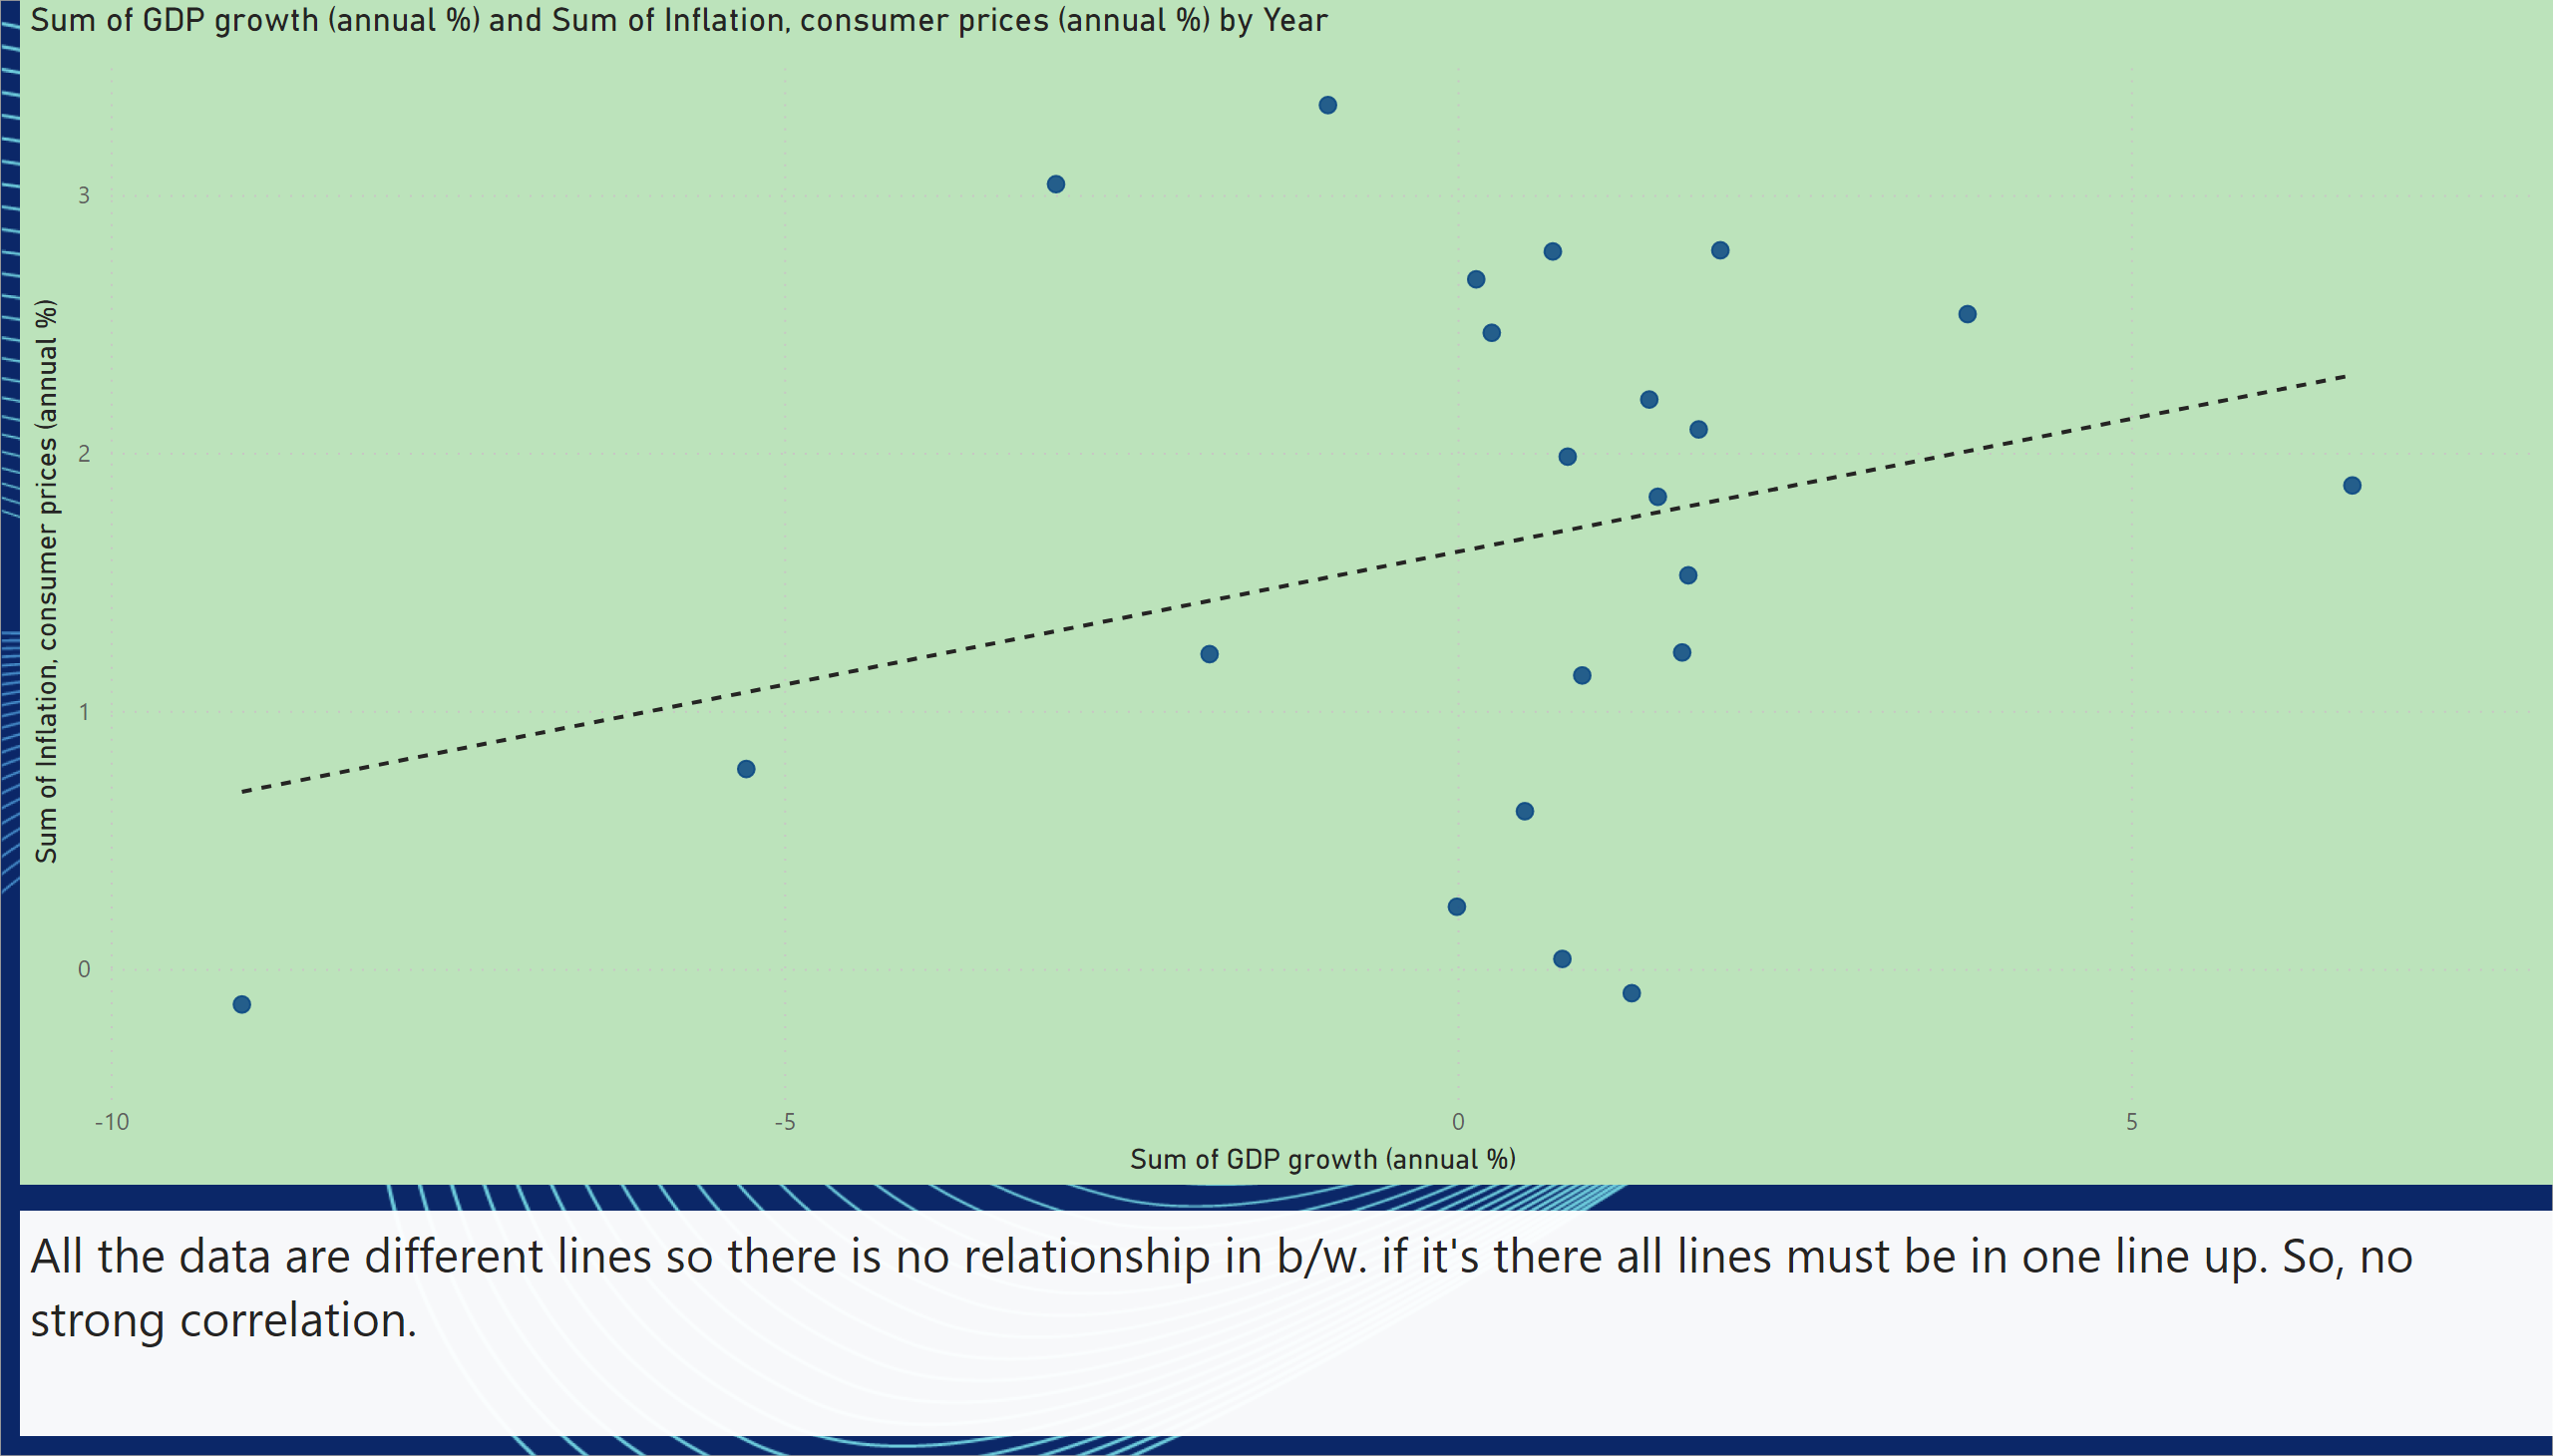 Sum of GDP growth (annual %) and Sum of Inflation, consumer prices (annual %) by Year
Sum of Inflation, consumer prices (annual %)
3
2
1
0
-10
-5
0
5
Sum of GDP growth (annual %)
All the data are different lines so there is no relationship in b/w. if it's there all lines must be in one line up. So, no
strong correlation.